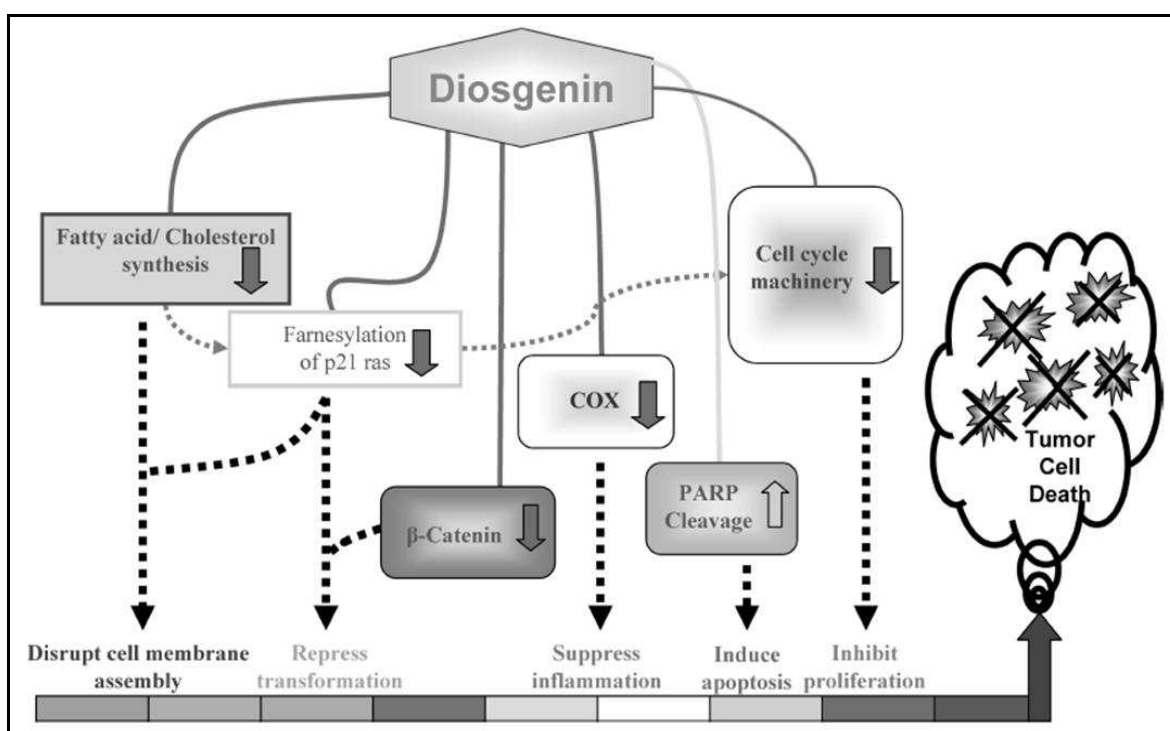 Diosgenin
Fatty acid/ Cholesterol
synthesis
Cell cycle
machinery
Farnesylation
of p21 ras
COX
PARP
Cleavage
β-Catenin
Tumor
Cell
Death
Disrupt cell membrane
assembly
Repress
transformation
Suppress
inflammation
Induce
apoptosis
Inhibit
proliferation